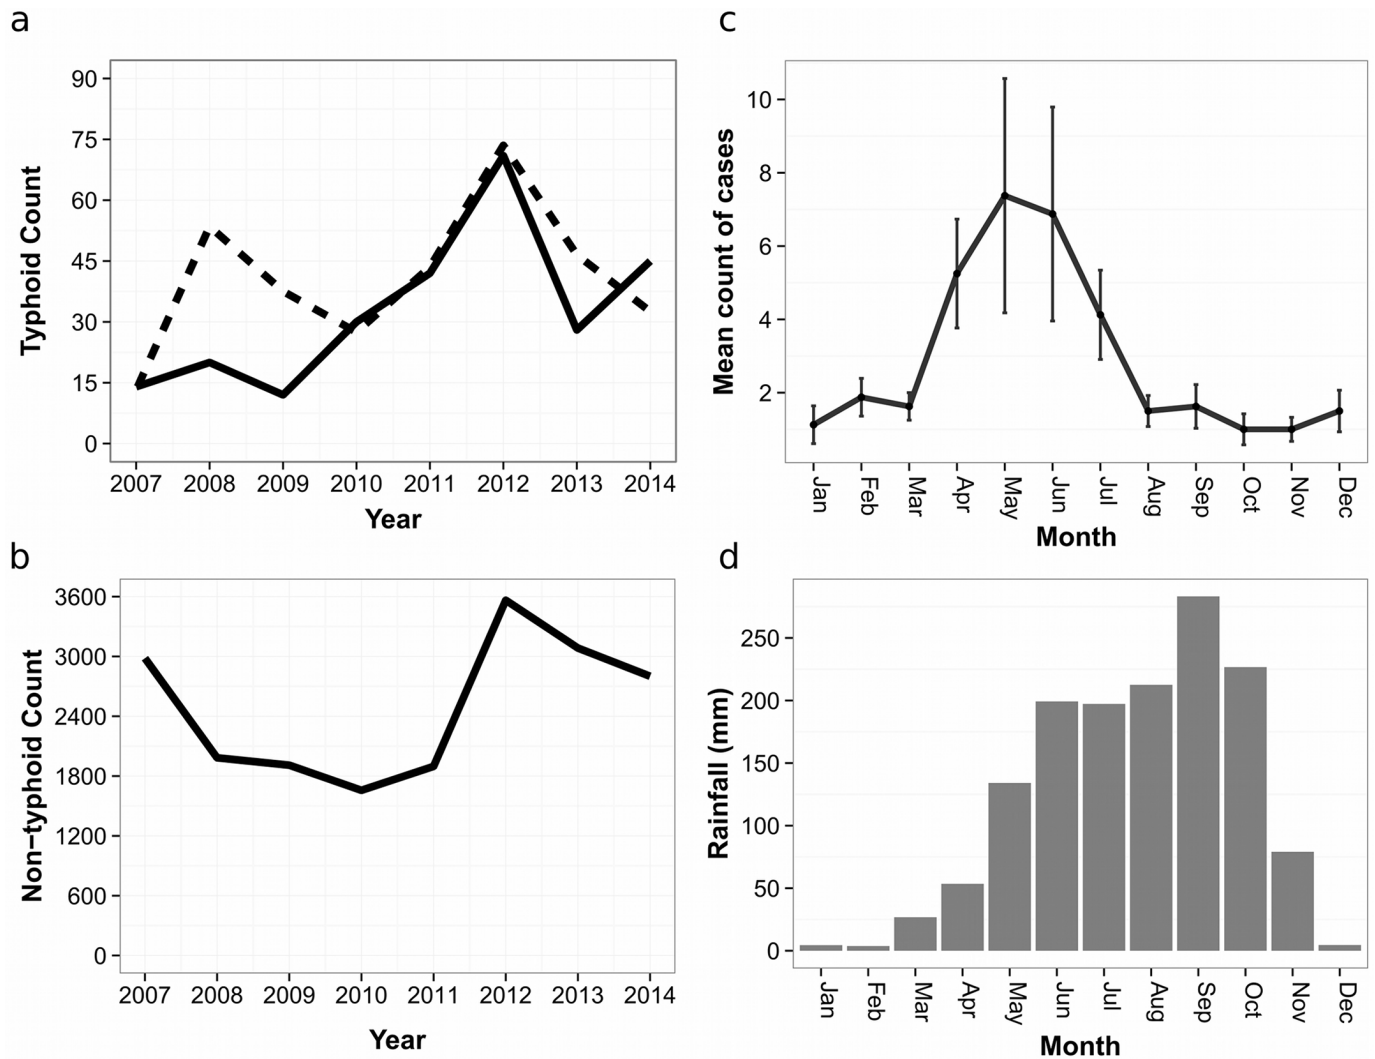 a
90
75
60
45
30
15
0
Typhoid Count
2007 2008 2009 2010 2011 2012 2013 2014
Year
b
3600
3000
2400
1800
1200
600
0
Non−typhoid Count
2007 2008 2009 2010 2011 2012 2013 2014
Year
c
10
8
6
4
2
Mean count of cases
Jan Feb Mar Apr May Jun Jul Aug Sep Oct Nov Dec
Month
d
250
200
150
100
50
0
Rainfall (mm)
Jan Feb Mar Apr May Jun Jul Aug Sep Oct Nov Dec
Month